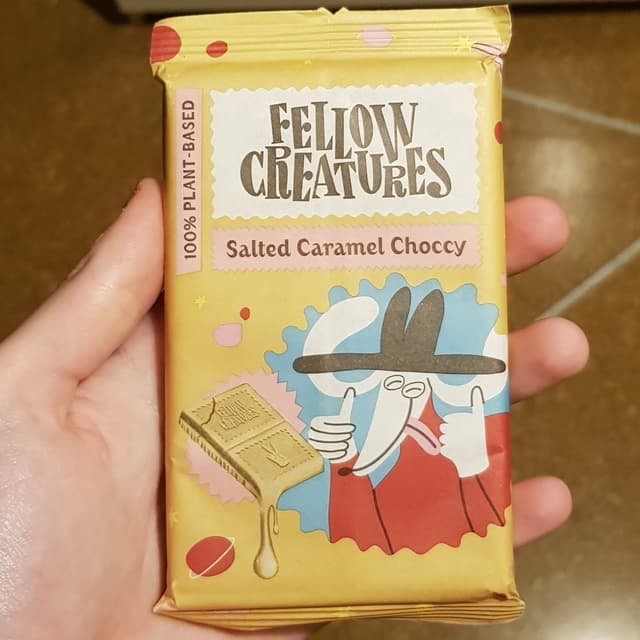 FELLOW
CREATURES
100% PLANT-BASED
Salted Caramel Choccy